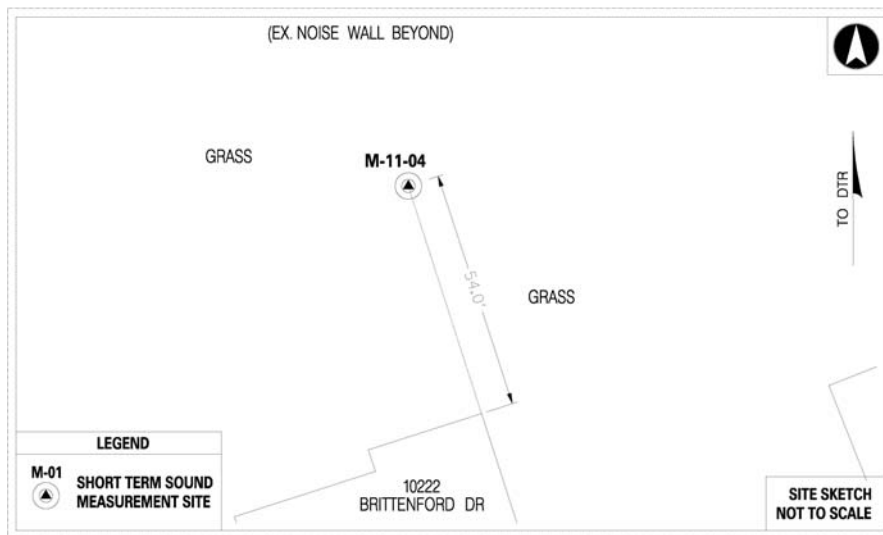 (EX. NOISE WALL BEYOND)
GRASS
M-11-04
TO DTR
54.0'
GRASS
LEGEND
M-01
SHORT TERM SOUND
MEASUREMENT SITE
10222
BRITTENFORD DR
SITE SKETCH
NOT TO SCALE